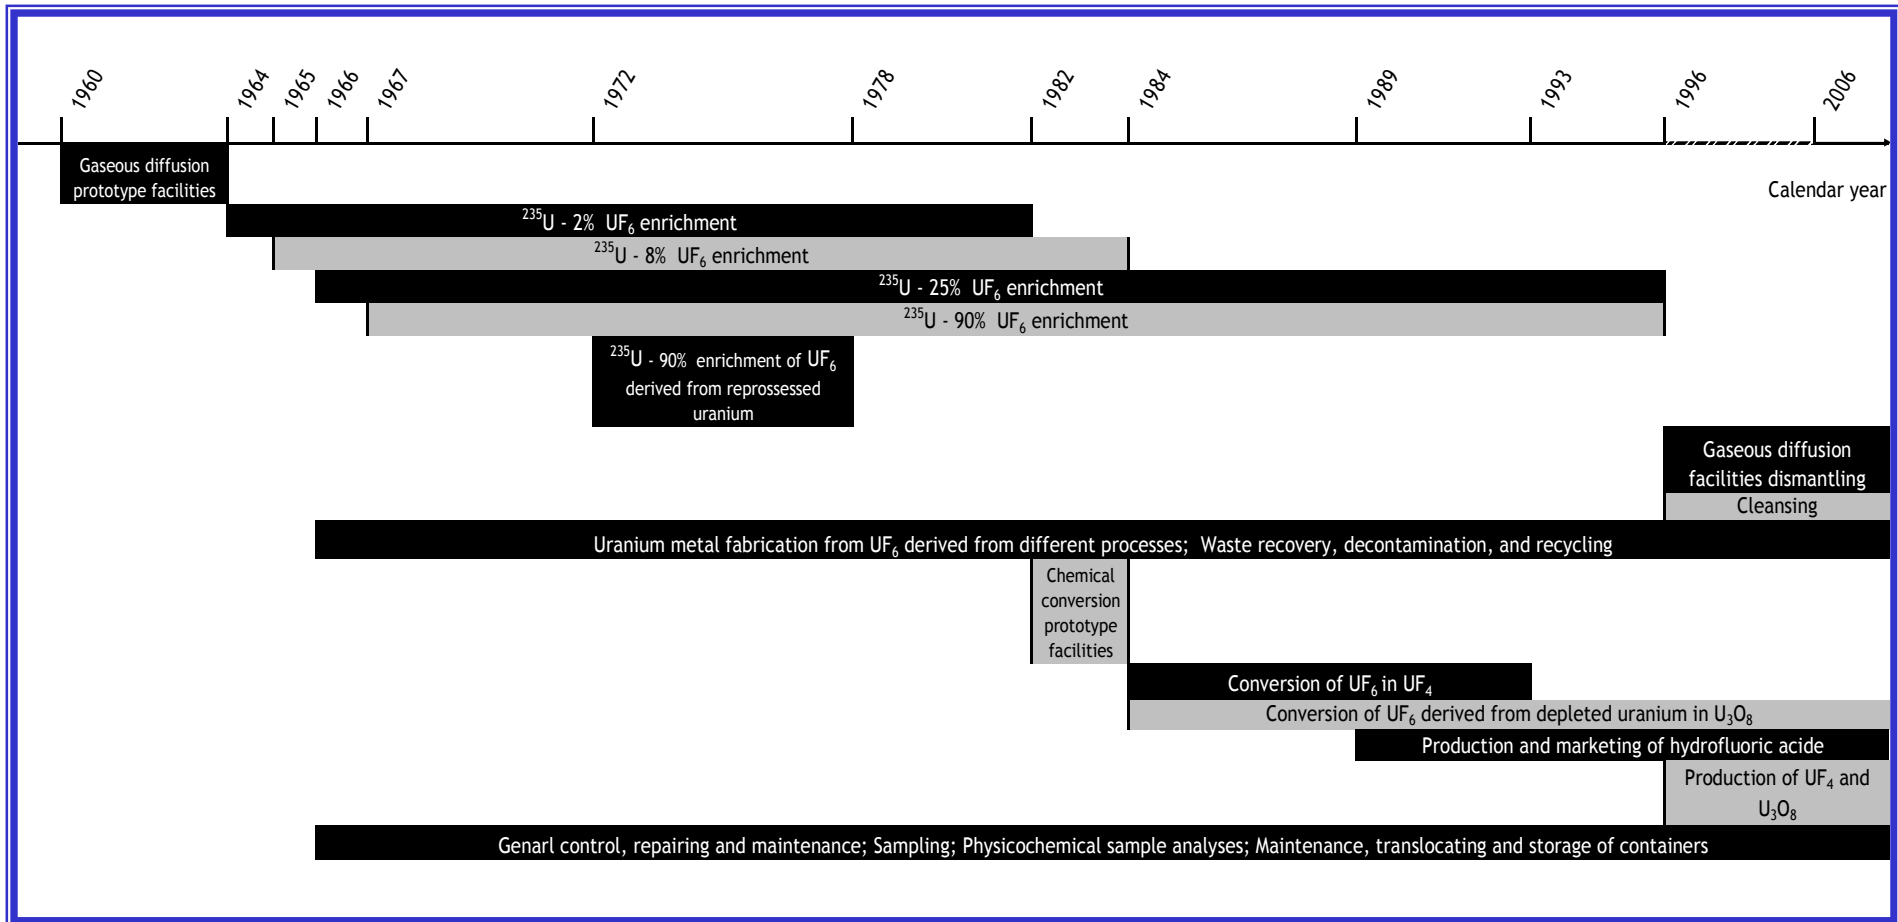 1960
1964
1965
1966
1967
1972
1978
1982
1984
1989
1993
1996
2006
Calendar year
Gaseous diffusion
prototype facilities
²³⁵U - 2% UF₆ enrichment
²³⁵U - 8% UF₆ enrichment
²³⁵U - 25% UF₆ enrichment
²³⁵U - 90% UF₆ enrichment
²³⁵U - 90% enrichment of UF₆
derived from reprossessed
uranium
Gaseous diffusion
facilities dismantling
Cleansing
Uranium metal fabrication from UF₆ derived from different processes; Waste recovery, decontamination, and recycling
Chemical
conversion
prototype
facilities
Conversion of UF₆ in UF₄
Conversion of UF₆ derived from depleted uranium in U₃O₈
Production and marketing of hydrofluoric acide
Production of UF₄ and
U₃O₈
Genarl control, repairing and maintenance; Sampling; Physicochemical sample analyses; Maintenance, translocating and storage of containers